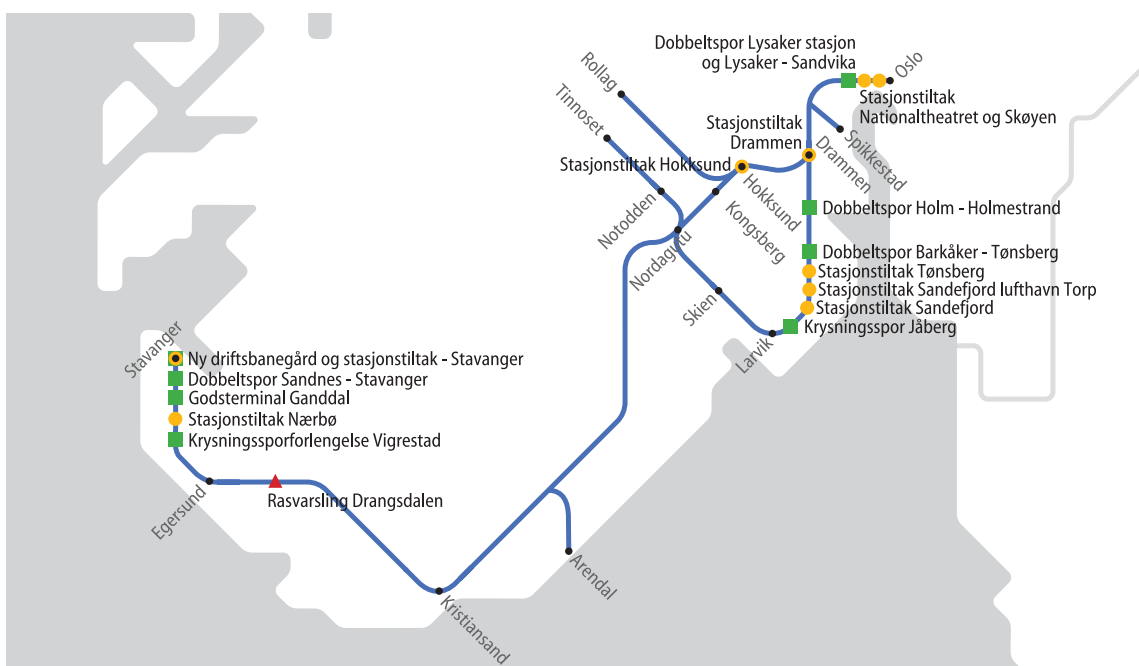 Dobbeltspor Lysaker stasjon
og Lysaker - Sandvika
Oslo
Stasjonstiltak
Nationaltheatret og Skøyen
Rollag
Tinnoset
Stasjonstiltak
Drammen
Drammen
Spikkestad
Stasjonstiltak Hokksund
Hokksund
Kongsberg
Notodden
Nordagutu
Dobbeltspor Holm - Holmestrand
Dobbeltspor Barkåker - Tønsberg
Stasjonstiltak Tønsberg
Stasjonstiltak Sandefjord lufthavn Torp
Stasjonstiltak Sandefjord
Krysningsspor Jåberg
Skien
Larvik
Stavanger
Ny driftsbanegård og stasjonstiltak - Stavanger
Dobbeltspor Sandnes - Stavanger
Godsterminal Ganddal
Stasjonstiltak Nærbø
Krysningssporforlengelse Vigrestad
Egersund
Rasvarsling Drangsdalen
Arendal
Kristiansand